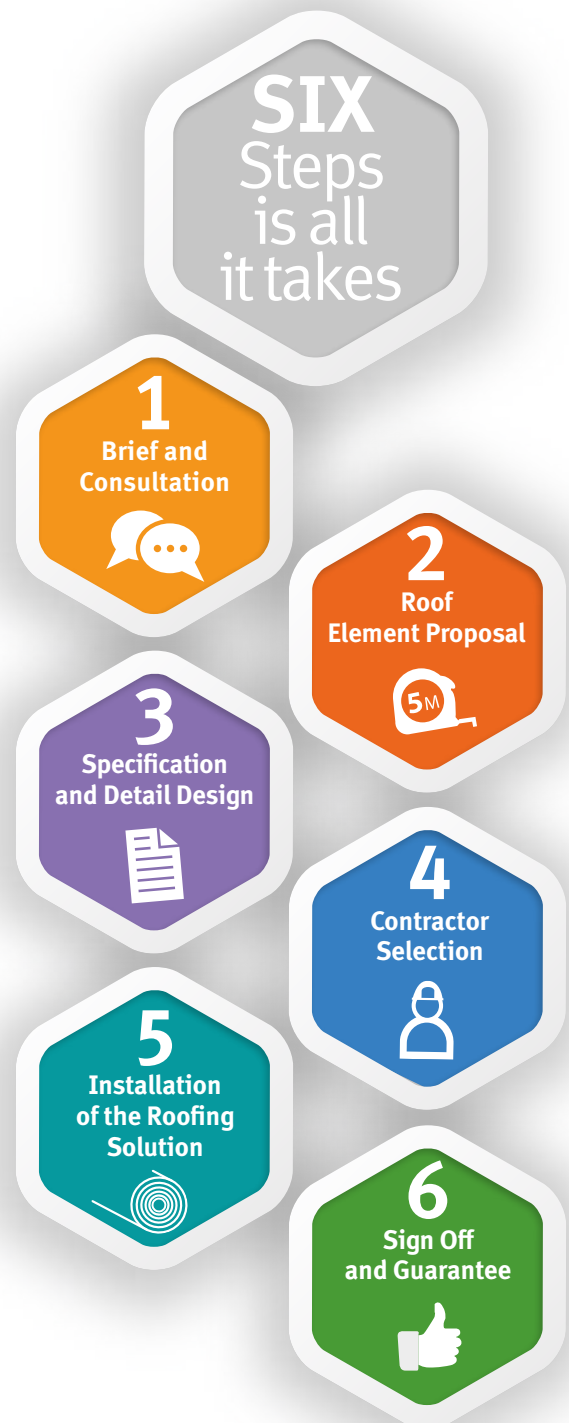 SIX
Steps
is all
it takes
1
Brief and
Consultation
2
Roof
Element Proposal
5M
3
Specification
and Detail Design
4
Contractor
Selection
5
Installation
of the Roofing
Solution
6
Sign Off
and Guarantee